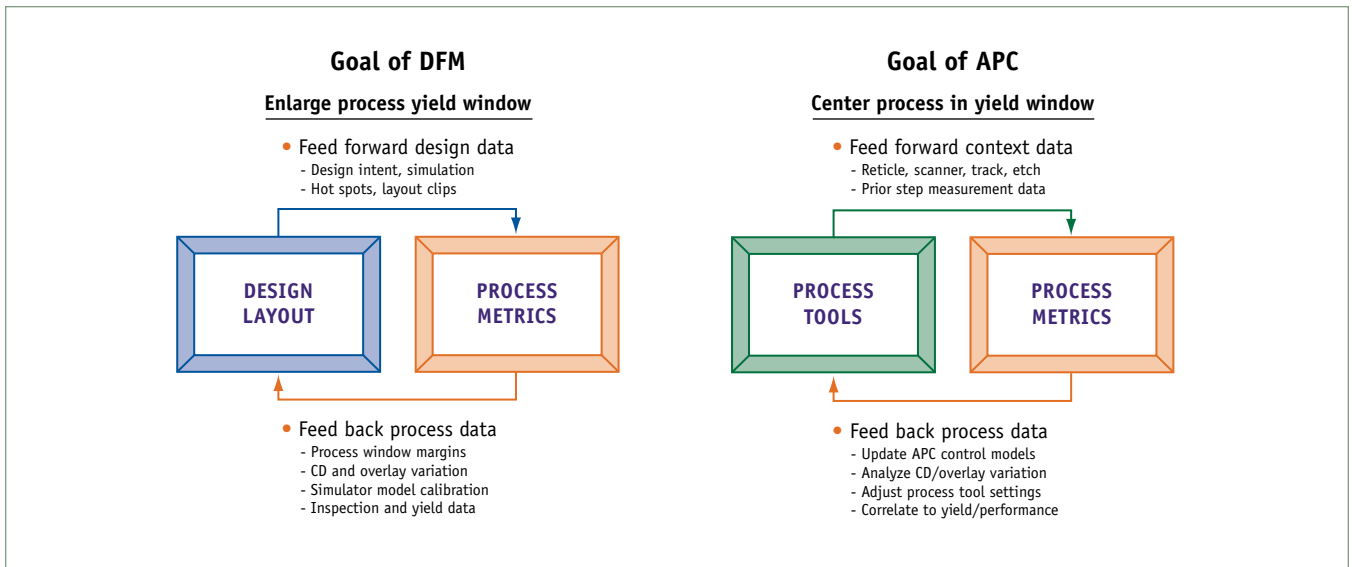 Goal of DFM
Enlarge process yield window
• Feed forward design data
- Design intent, simulation
- Hot spots, layout clips
DESIGN
LAYOUT
PROCESS
METRICS
• Feed back process data
- Process window margins
- CD and overlay variation
- Simulator model calibration
- Inspection and yield data
Goal of APC
Center process in yield window
• Feed forward context data
- Reticle, scanner, track, etch
- Prior step measurement data
PROCESS
TOOLS
PROCESS
METRICS
• Feed back process data
- Update APC control models
- Analyze CD/overlay variation
- Adjust process tool settings
- Correlate to yield/performance